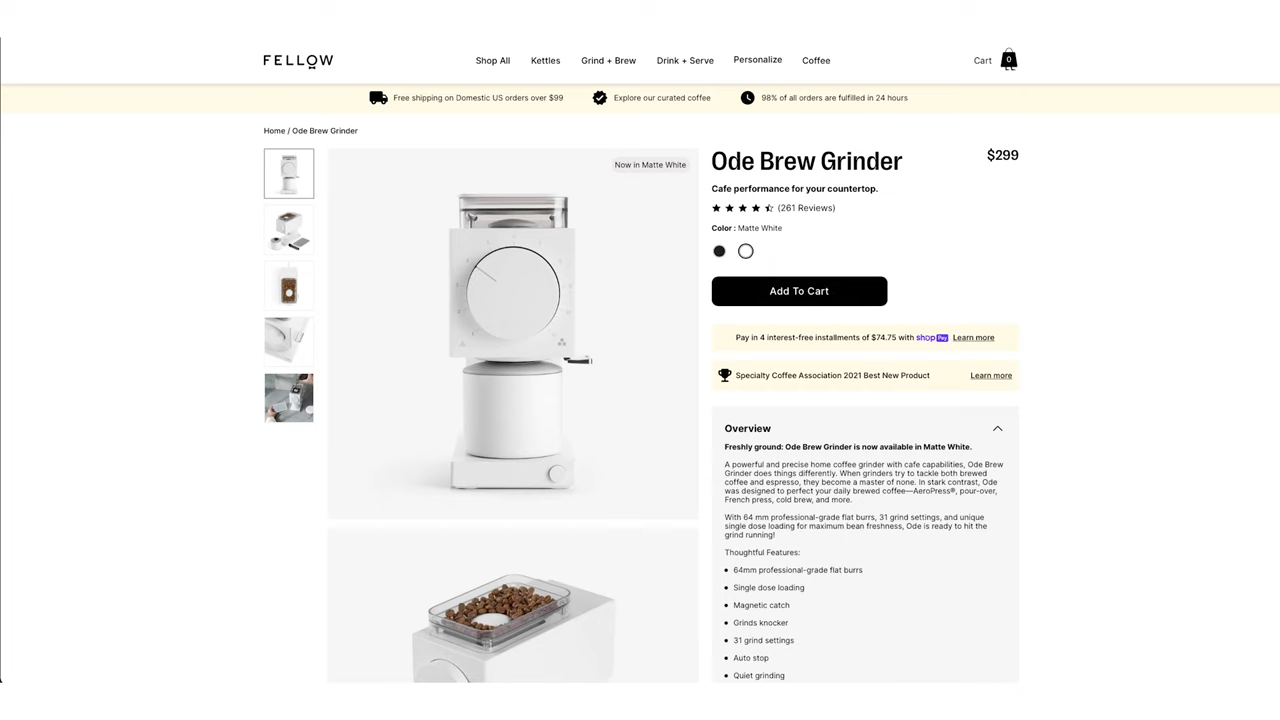 FELLOW
Shop All
Kettles
Grind + Brew
Drink + Serve
Personalize
Coffee
Cart
0
Free shipping on Domestic US orders over $99
Explore our curated coffee
98% of all orders are fulfilled in 24 hours
Home / Ode Brew Grinder
Now in Matte White
Ode Brew Grinder
$299
Cafe performance for your countertop.
(261 Reviews)
Color : Matte White
Add To Cart
Pay in 4 interest-free installments of $74.75 with shop Pay Learn more
Specialty Coffee Association 2021 Best New Product
Learn more
Overview
Freshly ground: Ode Brew Grinder is now available in Matte White.
A powerful and precise home coffee grinder with cafe capabilities, Ode Brew
Grinder does things differently. When grinders try to tackle both brewed
coffee and espresso, they become a master of none. In stark contrast, Ode
was designed to perfect your daily brewed coffee—AeroPress®, pour-over,
French press, cold brew, and more.
With 64 mm professional-grade flat burrs, 31 grind settings, and unique
single dose loading for maximum bean freshness, Ode is ready to hit the
grind running!
Thoughtful Features:
64mm professional-grade flat burrs
Single dose loading
Magnetic catch
Grinds knocker
31 grind settings
Auto stop
Quiet grinding